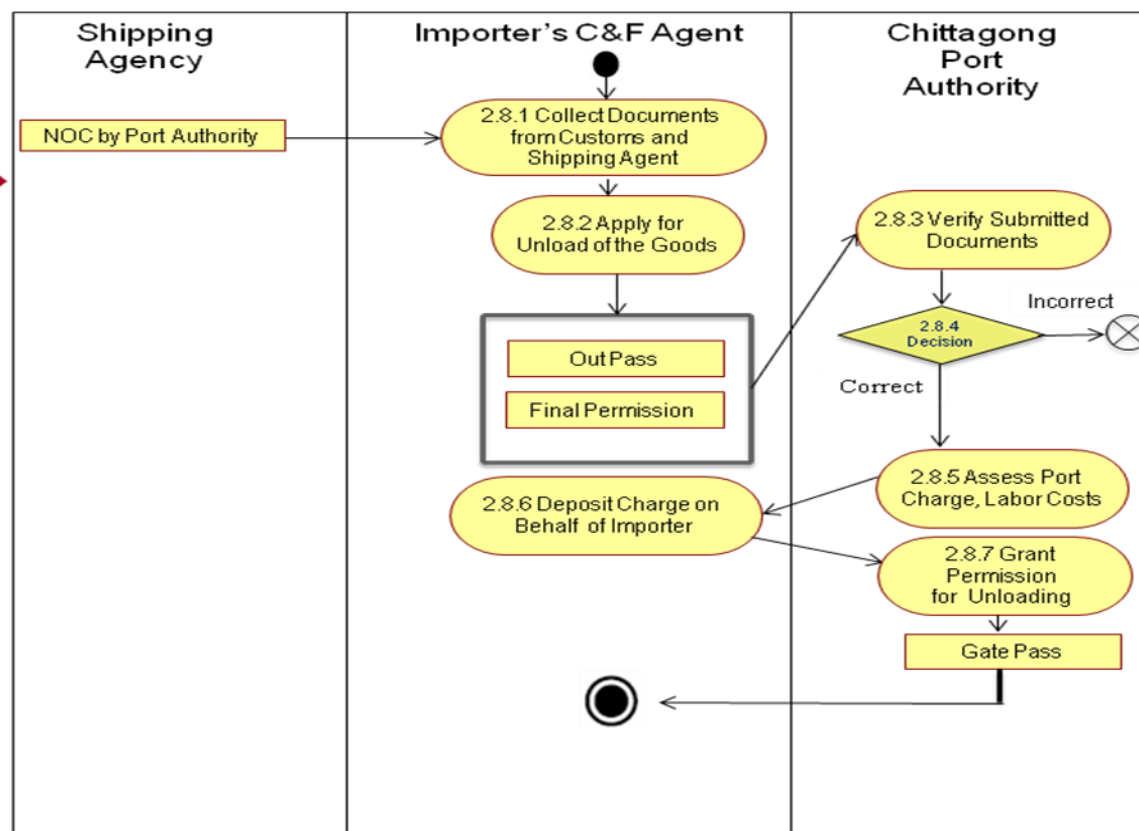 Shipping
Agency
Importer's C&F Agent
Chittagong
Port
Authority
NOC by Port Authority
2.8.1 Collect Documents
from Customs and
Shipping Agent
2.8.2 Apply for
Unload of the Goods
Out Pass
Final Permission
2.8.3 Verify Submitted
Documents
2.8.4
Decision
Incorrect
Correct
2.8.5 Assess Port
Charge, Labor Costs
2.8.6 Deposit Charge on
Behalf of Importer
2.8.7 Grant
Permission
for Unloading
Gate Pass